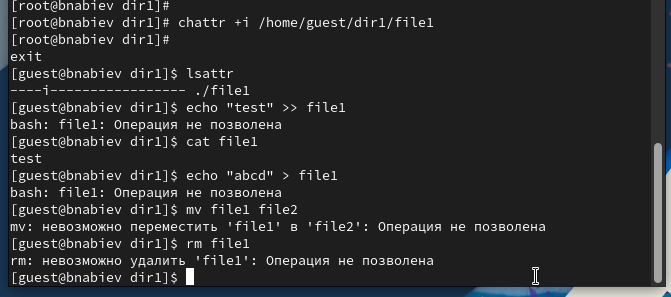 [root@bnabiev dir1]#
[root@bnabiev dir1]# chattr +i /home/guest/dir1/file1
[root@bnabiev dir1]#
exit
[guest@bnabiev dir1]$ lsattr
----i----------------- ./file1
[guest@bnabiev dir1]$ echo "test" >> file1
bash: file1: Операция не позволена
[guest@bnabiev dir1]$ cat file1
test
[guest@bnabiev dir1]$ echo "abcd" > file1
bash: file1: Операция не позволена
[guest@bnabiev dir1]$ mv file1 file2
mv: невозможно переместить 'file1' в 'file2': Операция не позволена
[guest@bnabiev dir1]$ rm file1
rm: невозможно удалить 'file1': Операция не позволена
[guest@bnabiev dir1]$